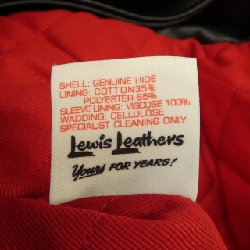 SHELL: GENUINE HIDE
LINING: COTTON 35%
POLYESTER 65%
SLEEVE LINING: VISCOSE 100%
WADDING: CELLULOSE
SPECIALIST CLEANING ONLY
Lewis Leathers
Yours FOR YEARS!